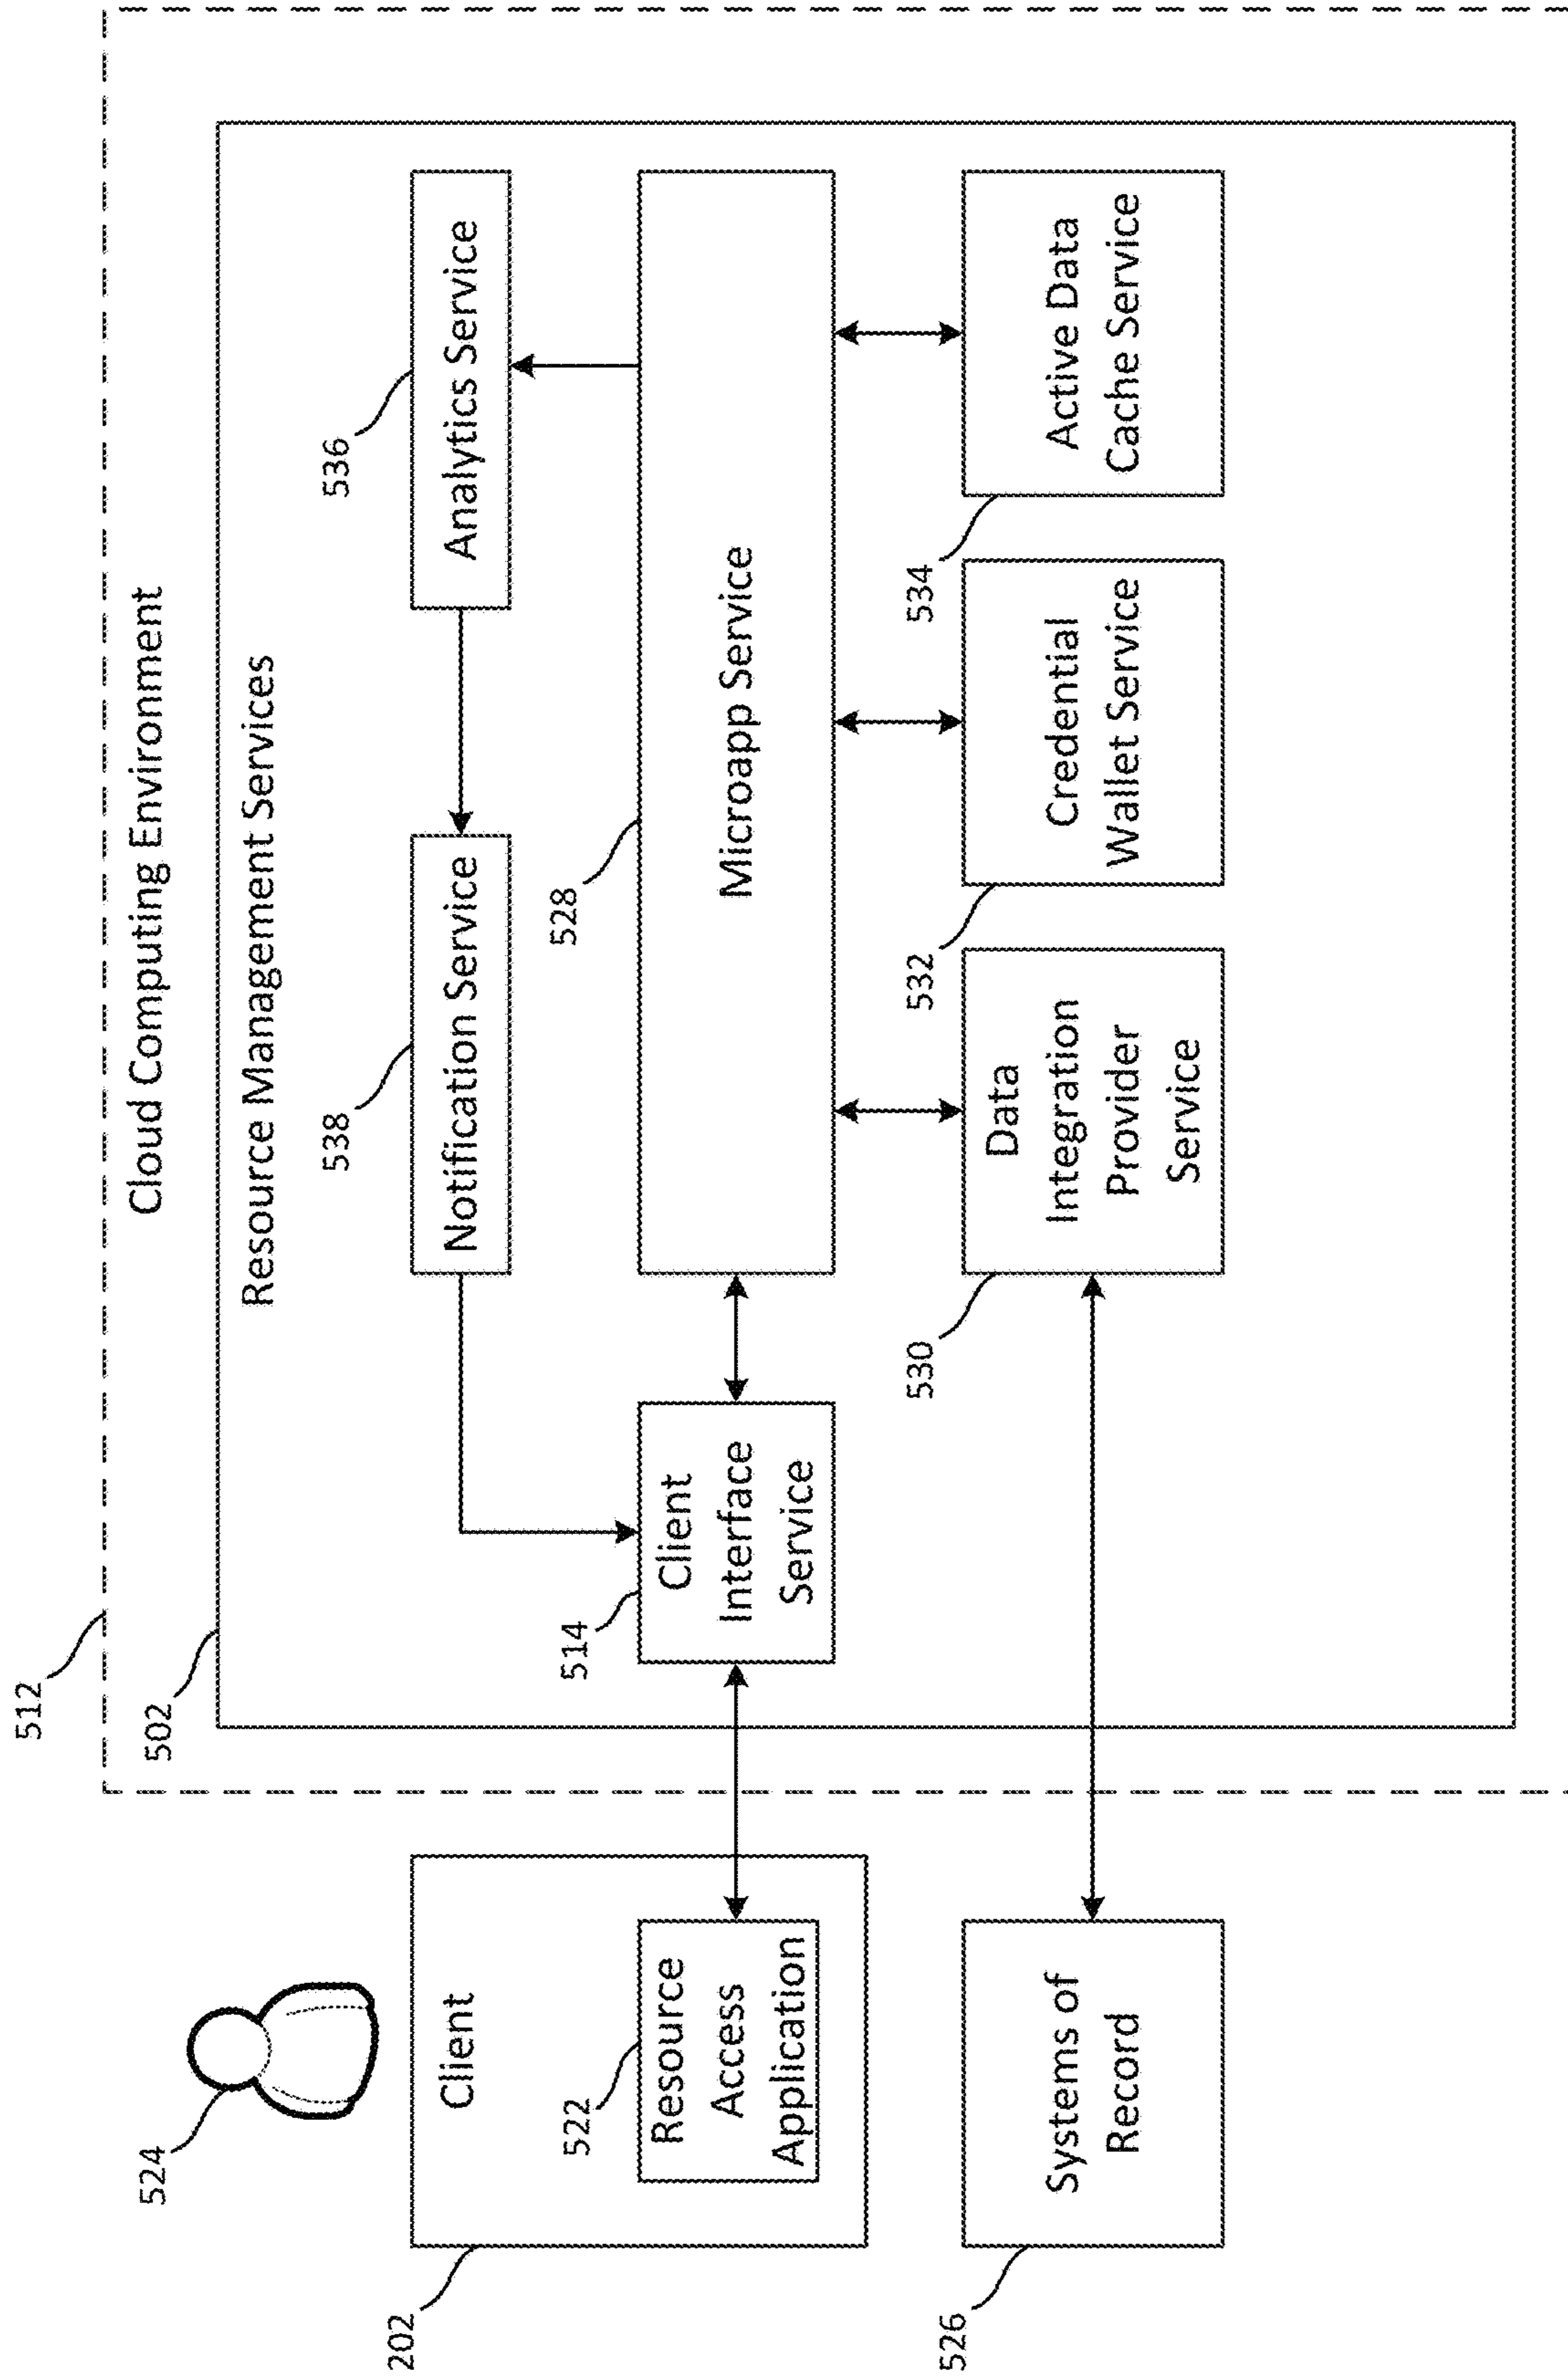 512
Cloud Computing Environment
502
Resource Management Services
524
538
536
Notification Service
Analytics Service
202
Client
522
Resource
Access
Application
514
Client
Interface
Service
528
Microapp Service
526
Systems of
Record
530
Data
Integration
Provider
Service
532
Credential
Wallet Service
534
Active Data
Cache Service